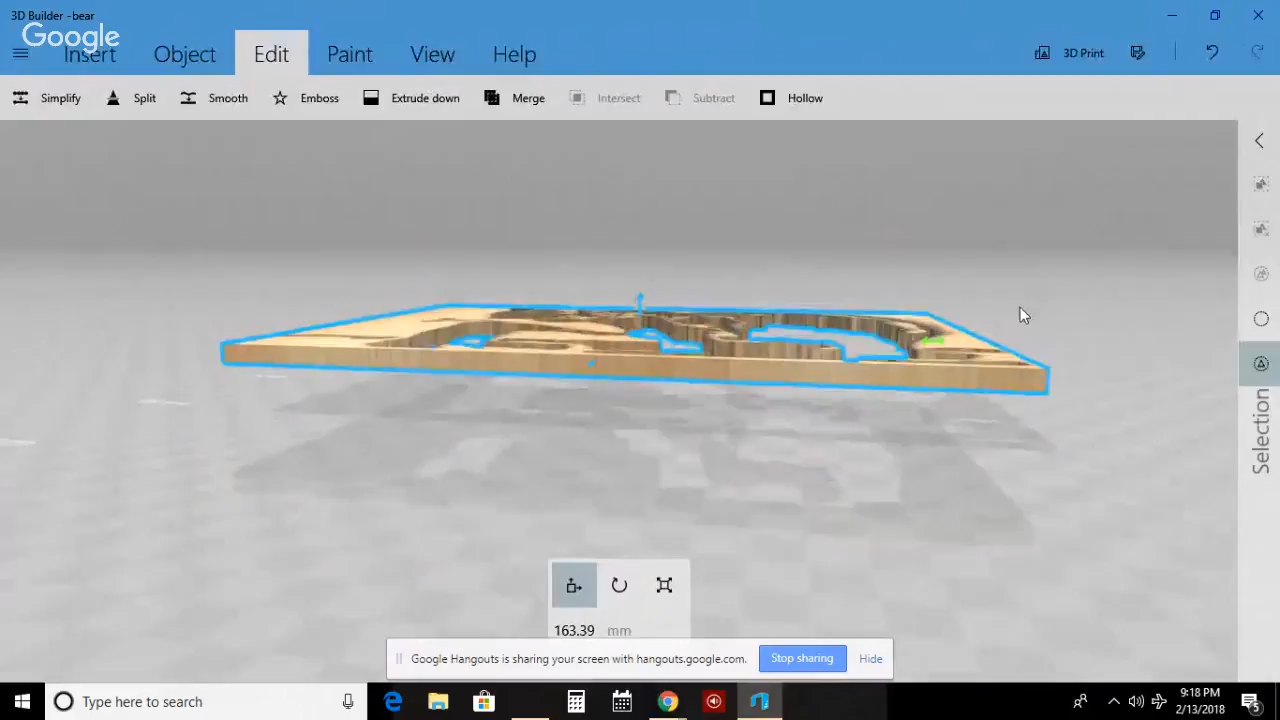 3D Builder -bear
Google
Insert Object Edit Paint View Help 3D Print
Simplify Split Smooth Emboss Extrude down Merge Intersect Subtract Hollow
Selection
163.39 mm
Google Hangouts is sharing your screen with hangouts.google.com. Stop sharing Hide
Type here to search
9:18 PM
2/13/2018
5